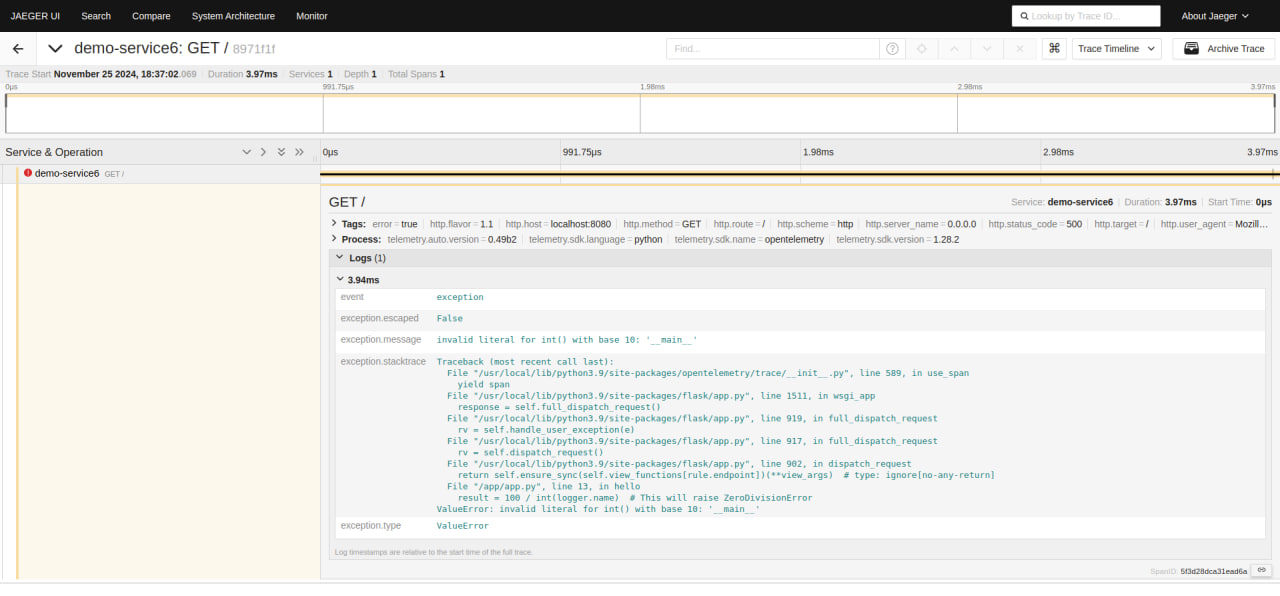 JAEGER UI Search Compare System Architecture Monitor Lookup by Trace ID... About Jaeger
demo-service6: GET / 8971f1f Find... Trace Timeline Archive Trace
Trace Start November 25 2024, 18:37:02.069 Duration 3.97ms Services 1 Depth 1 Total Spans 1
0μs 991.75μs 1.98ms 2.98ms 3.97ms
Service & Operation 0μs 991.75μs 1.98ms 2.98ms 3.97ms
demo-service6 GET /
GET / Service: demo-service6 Duration: 3.97ms Start Time: 0μs
Tags: error = true http.flavor = 1.1 http.host = localhost:8080 http.method = GET http.route = / http.scheme = http http.server_name = 0.0.0.0 http.status_code = 500 http.target = / http.user_agent = Mozill...
Process: telemetry.auto.version = 0.49b2 telemetry.sdk.language = python telemetry.sdk.name = opentelemetry telemetry.sdk.version = 1.28.2
Logs (1)
3.94ms
event exception
exception.escaped False
exception.message invalid literal for int() with base 10: '__main__'
exception.stacktrace Traceback (most recent call last):
File "/usr/local/lib/python3.9/site-packages/opentelemetry/trace/__init__.py", line 589, in use_span
yield span
File "/usr/local/lib/python3.9/site-packages/flask/app.py", line 1511, in wsgi_app
response = self.full_dispatch_request()
File "/usr/local/lib/python3.9/site-packages/flask/app.py", line 919, in full_dispatch_request
rv = self.handle_user_exception(e)
File "/usr/local/lib/python3.9/site-packages/flask/app.py", line 917, in full_dispatch_request
rv = self.dispatch_request()
File "/usr/local/lib/python3.9/site-packages/flask/app.py", line 902, in dispatch_request
return self.ensure_sync(self.view_functions[rule.endpoint])(**view_args) # type: ignore[no-any-return]
File "/app/app.py", line 13, in hello
result = 100 / int(logger.name) # This will raise ZeroDivisionError
ValueError: invalid literal for int() with base 10: '__main__'
exception.type ValueError
Log timestamps are relative to the start time of the full trace.
SpanID: 5f3d28dca31ead6a